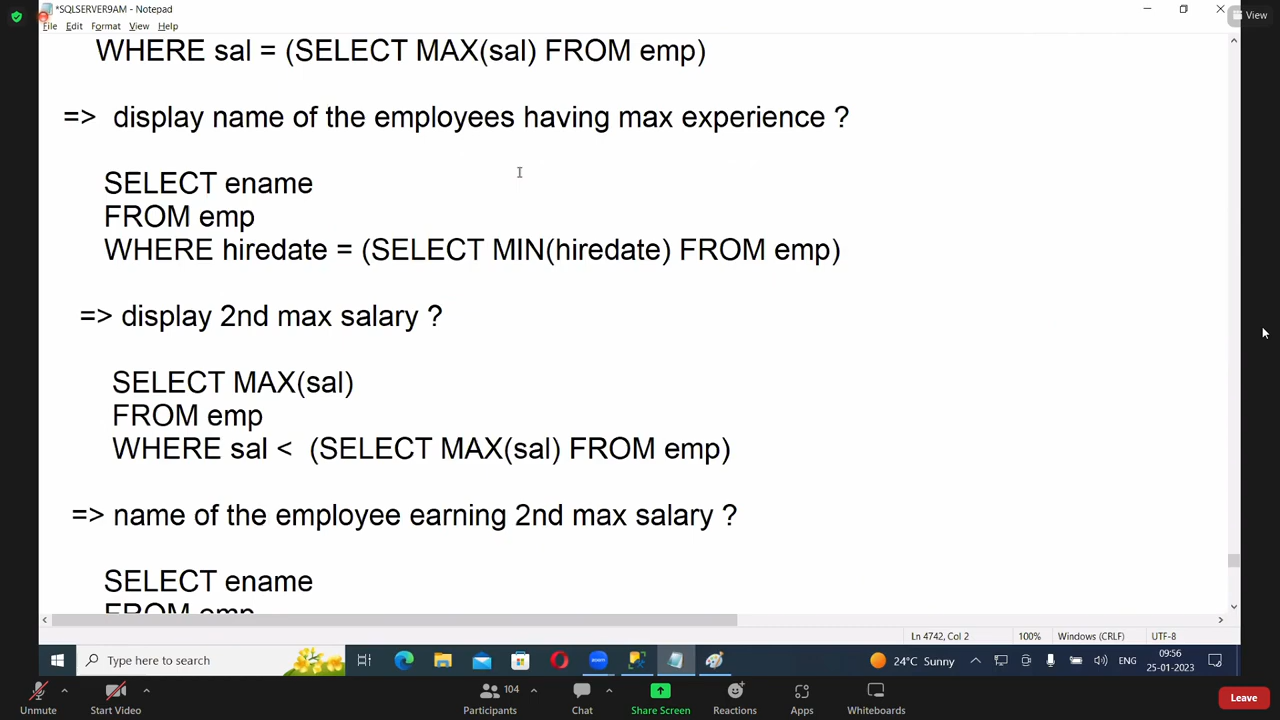 *SQLSERVER9AM - Notepad
View
File Edit Format View Help
WHERE sal = (SELECT MAX(sal) FROM emp)
=> display name of the employees having max experience ?
SELECT ename
FROM emp
WHERE hiredate = (SELECT MIN(hiredate) FROM emp)
=> display 2nd max salary ?
SELECT MAX(sal)
FROM emp
WHERE sal < (SELECT MAX(sal) FROM emp)
=> name of the employee earning 2nd max salary ?
SELECT ename
FROM emp
Ln 4742, Col 2 100% Windows (CRLF) UTF-8
Type here to search
zoom
24°C Sunny
ENG
09:56
25-01-2023
104
Unmute Start Video Participants Chat Share Screen Reactions Apps Whiteboards Leave